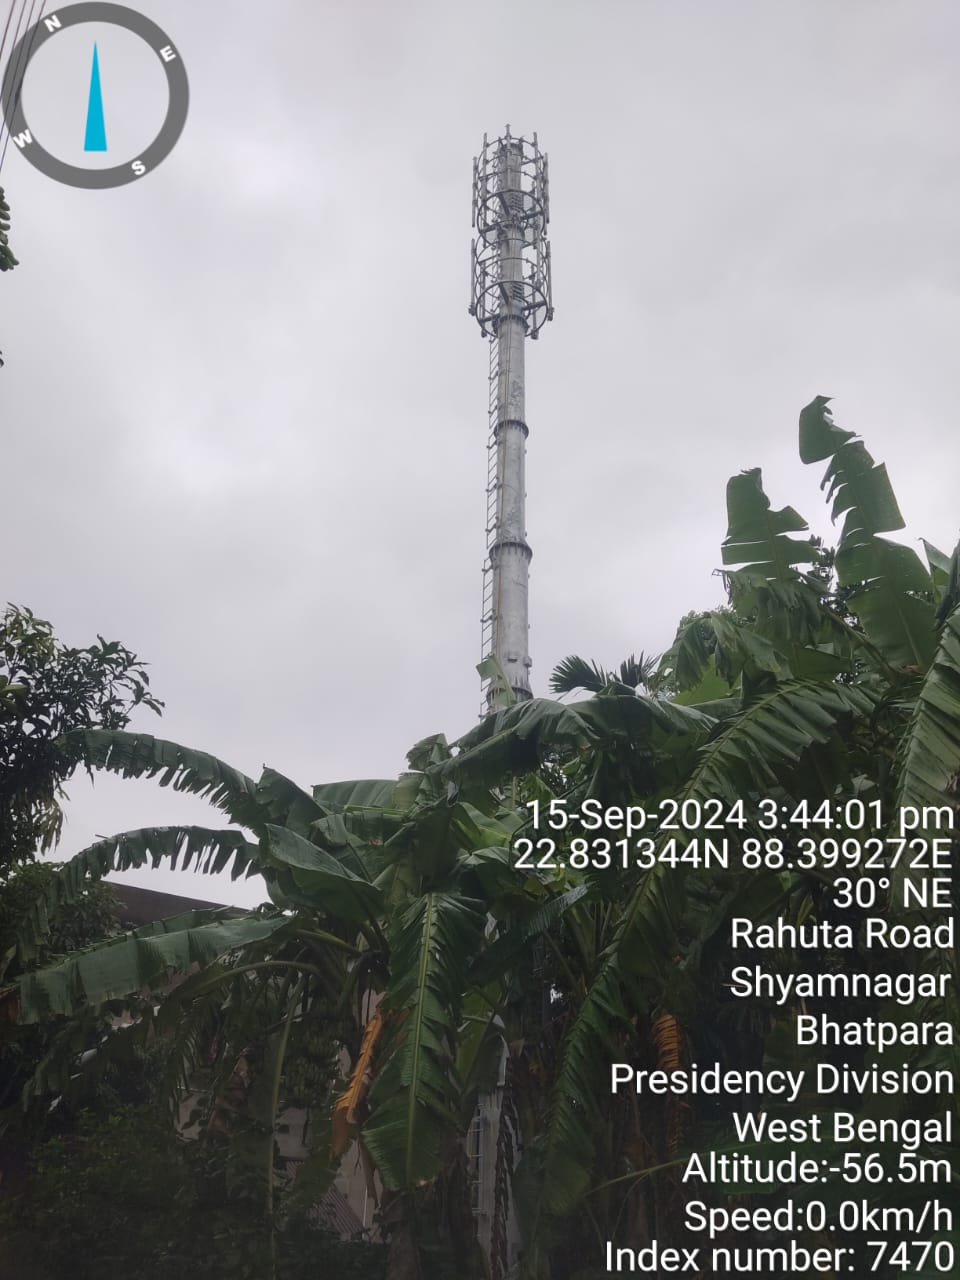 N
E
W
S
15-Sep-2024 3:44:01 pm
22.831344N 88.399272E
30° NE
Rahuta Road
Shyamnagar
Bhatpara
Presidency Division
West Bengal
Altitude:-56.5m
Speed:0.0km/h
Index number: 7470